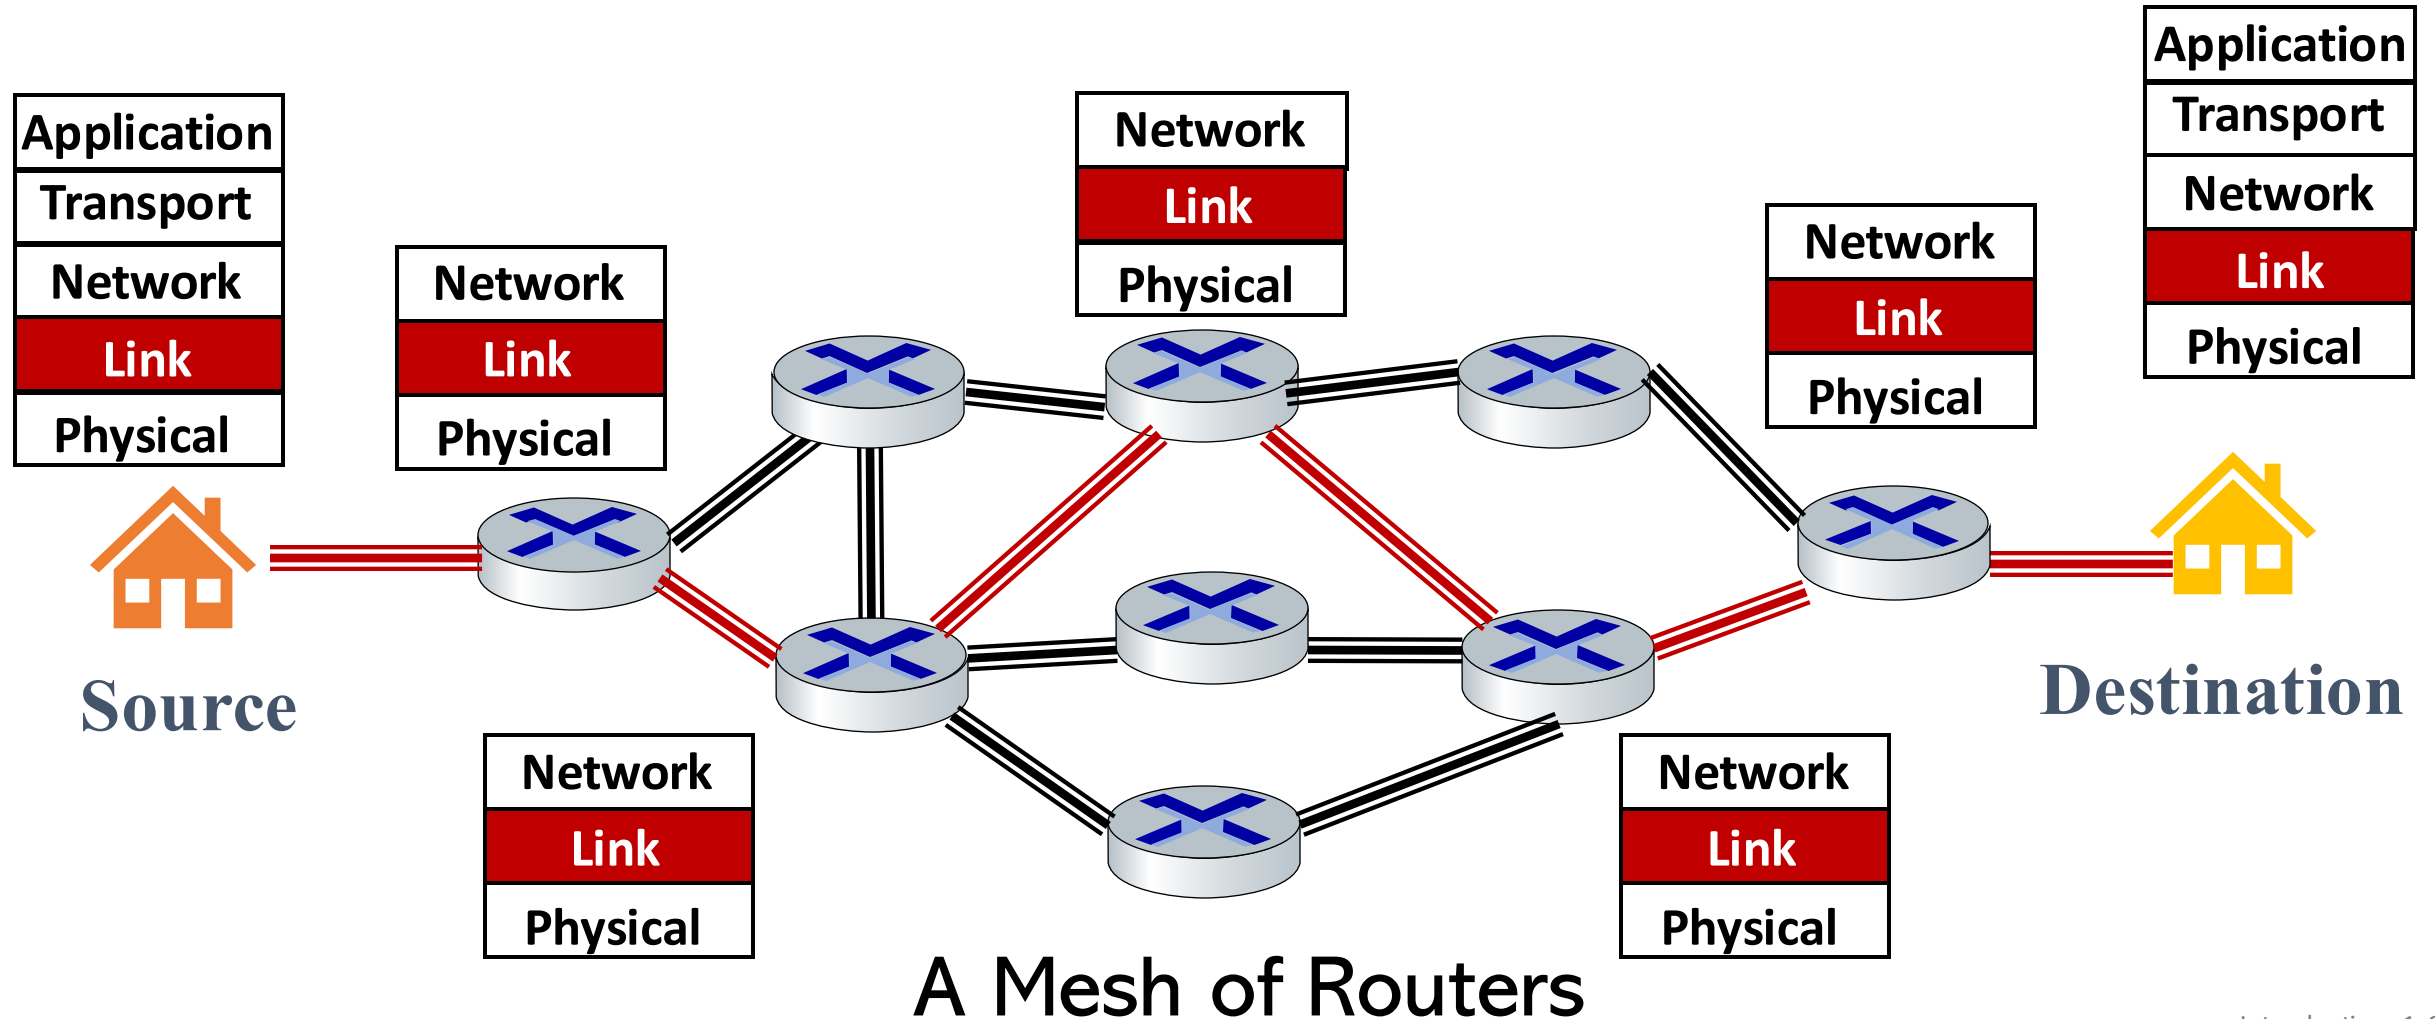 Application
Transport
Network
Link
Physical
Source
Network
Link
Physical
Network
Link
Physical
Network
Link
Physical
Network
Link
Physical
Network
Link
Physical
Application
Transport
Network
Link
Physical
Destination
A Mesh of Routers